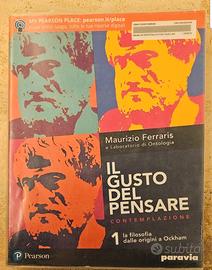 MY PEARSON PLACE: pearson.it/place
Maurizio Ferraris
e Laboratorio di Ontologia
IL
GUSTO
DEL
PENSARE
CONTEMPLAZIONE
1 la filosofia
dalle origini a Ockham
Pearson
paravia
Subito